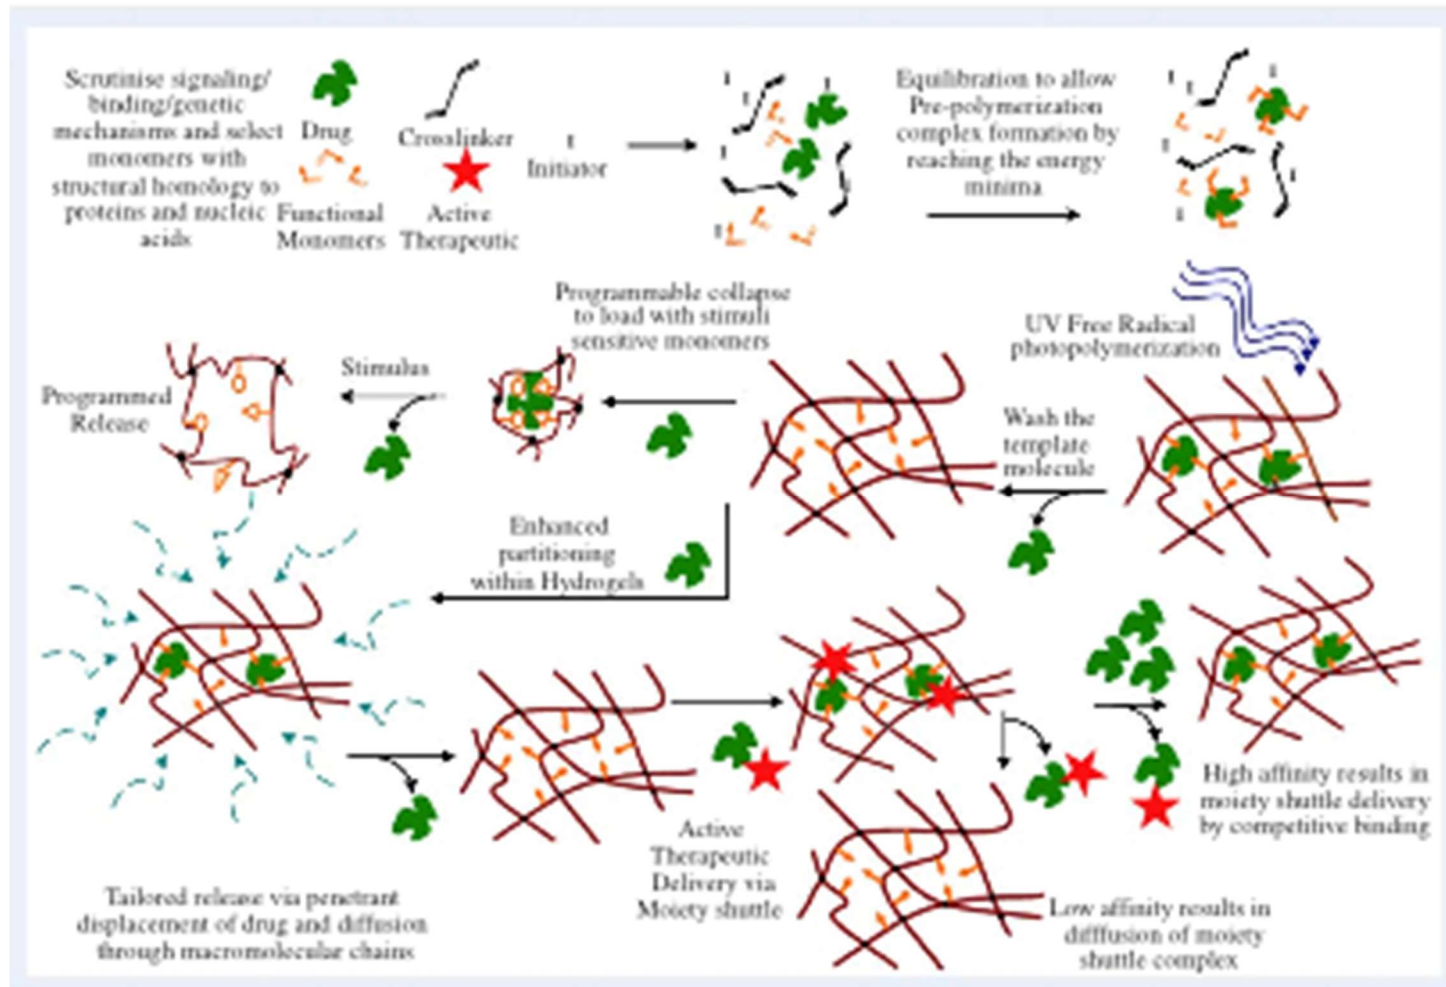 Scrutinise signaling/
binding/genetic
mechanisms and select
monomers with
structural homology to
proteins and nucleic
acids
Drug
Functional
Monomers
Crosslinker
Active
Therapeutic
I
Initiator
I
I
I
I
I
Equilibration to allow
Pre-polymerization
complex formation by
reaching the energy
minima
I
I
I
I
I
I
UV Free Radical
photopolymerization
Wash the
template
molecule
Programmable collapse
to load with stimuli
sensitive monomers
Stimulus
Programmed
Release
Enhanced
partitioning
within Hydrogels
Tailored release via penetrant
displacement of drug and diffusion
through macromolecular chains
Active
Therapeutic
Delivery via
Moiety shuttle
High affinity results in
moiety shuttle delivery
by competitive binding
Low affinity results in
difffusion of moiety
shuttle complex